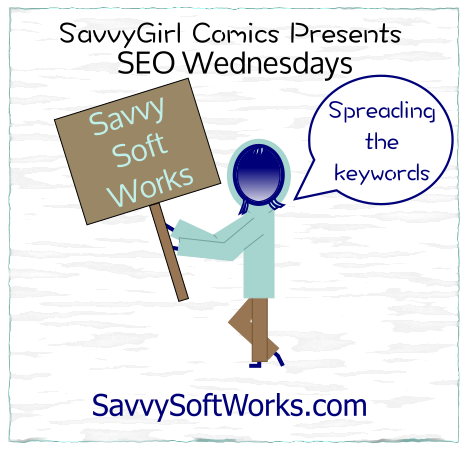 SavvyGirl Comics Presents
SEO Wednesdays
Savvy
Soft
Works
Spreading
the
keywords
SavvySoftWorks.com